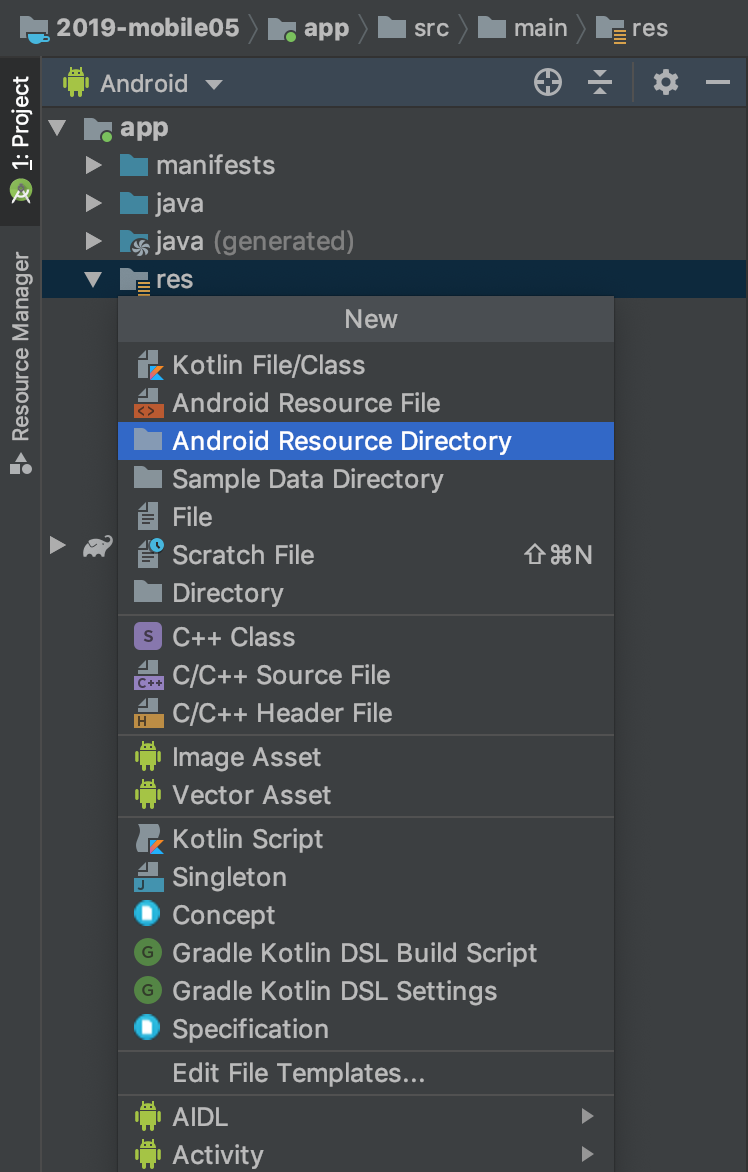 2019-mobile05 app src main res
1: Project
Resource Manager
Android
app
manifests
java
java (generated)
res
New
Kotlin File/Class
Android Resource File
Android Resource Directory
Sample Data Directory
File
Scratch File ⇧⌘N
Directory
S C++ Class
C++ C/C++ Source File
H C/C++ Header File
Image Asset
Vector Asset
Kotlin Script
J Singleton
Concept
G Gradle Kotlin DSL Build Script
G Gradle Kotlin DSL Settings
Specification
Edit File Templates...
AIDL
Activity